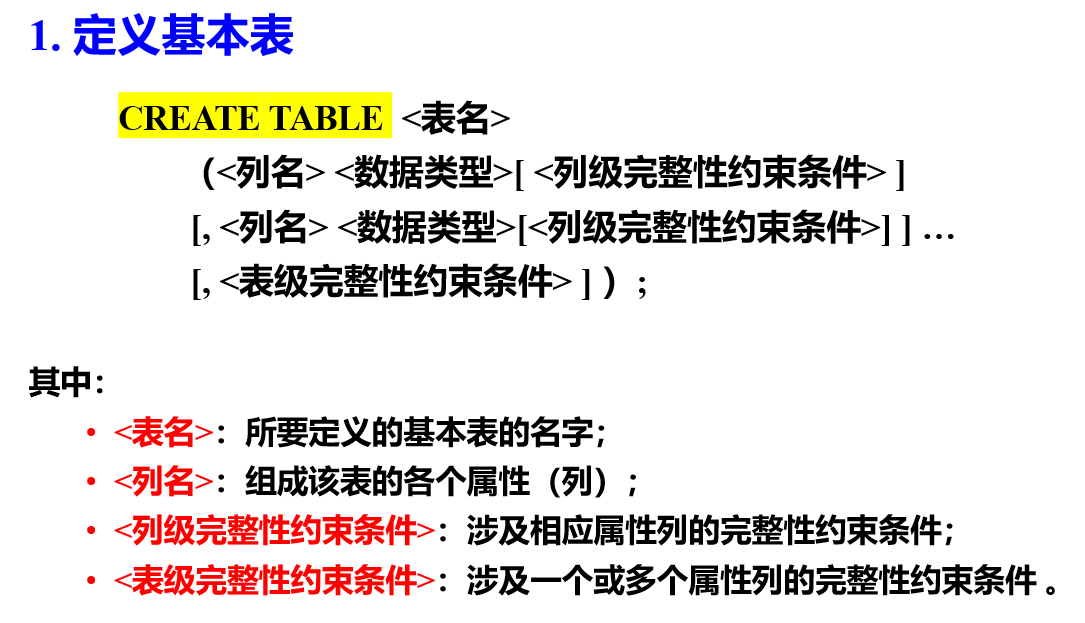 1. 定义基本表
CREATE TABLE <表名>
（<列名> <数据类型>[ <列级完整性约束条件> ]
[, <列名> <数据类型>[<列级完整性约束条件>] ] …
[, <表级完整性约束条件> ] ）;
其中：
• <表名>：所要定义的基本表的名字；
• <列名>：组成该表的各个属性（列）；
• <列级完整性约束条件>：涉及相应属性列的完整性约束条件；
• <表级完整性约束条件>：涉及一个或多个属性列的完整性约束条件 。